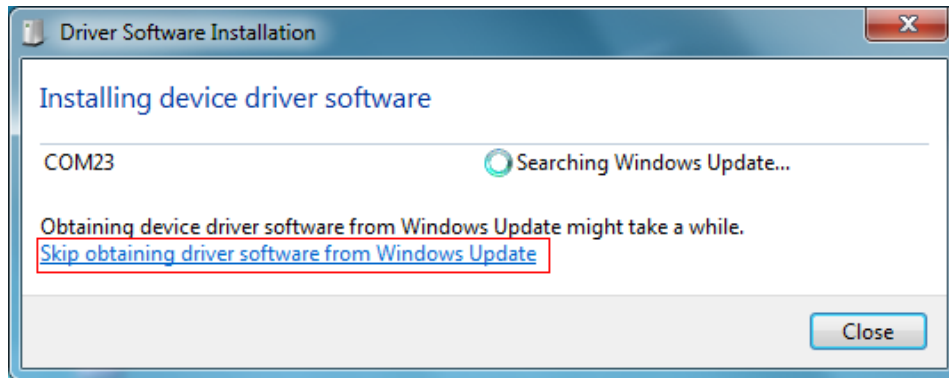 Driver Software Installation
Installing device driver software
COM23 Searching Windows Update...
Obtaining device driver software from Windows Update might take a while.
Skip obtaining driver software from Windows Update
Close